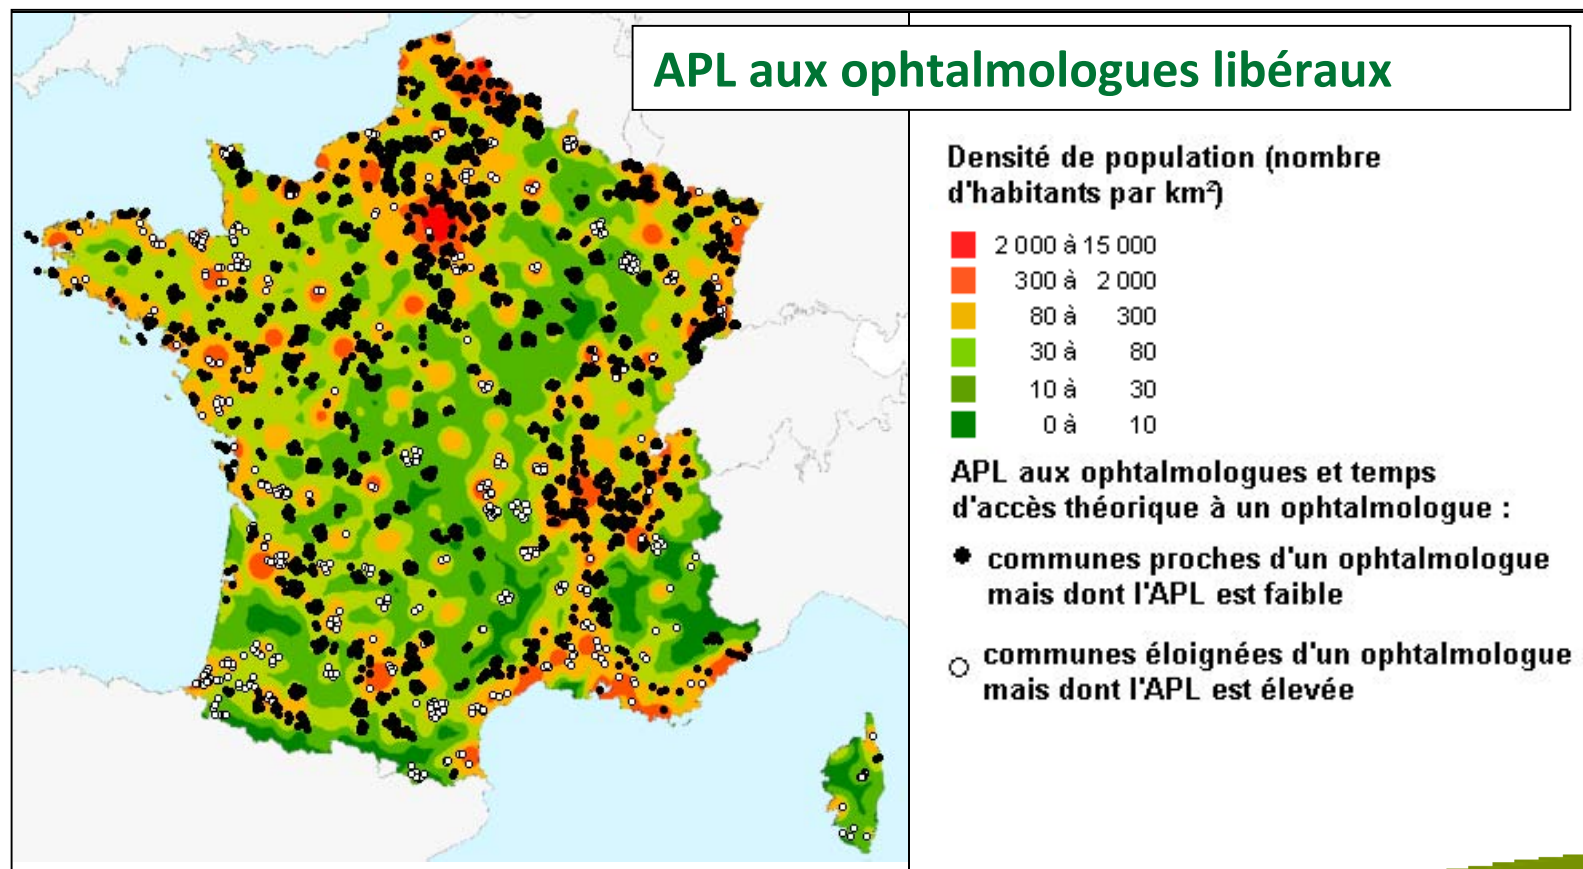 APL aux ophtalmologues libéraux
Densité de population (nombre
d'habitants par km²)
2 000 à 15 000
300 à 2 000
80 à 300
30 à 80
10 à 30
0 à 10
APL aux ophtalmologues et temps
d'accès théorique à un ophtalmologue :
communes proches d'un ophtalmologue
mais dont l'APL est faible
communes éloignées d'un ophtalmologue
mais dont l'APL est élevée